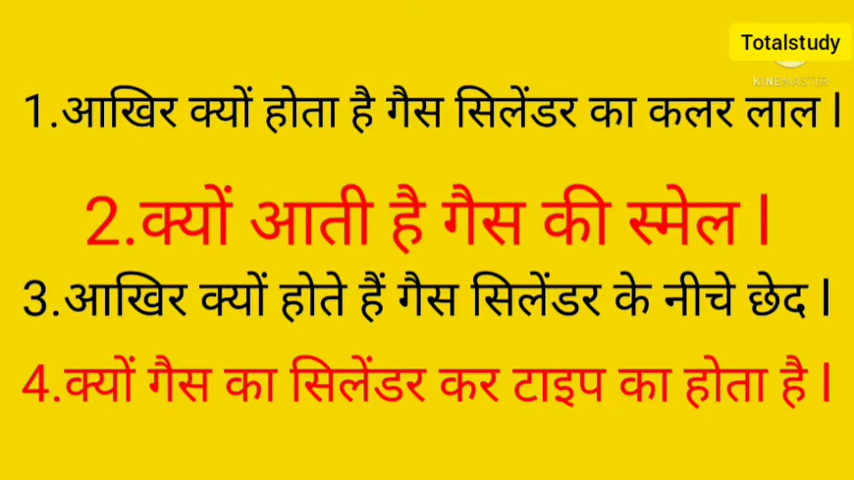 Totalstudy
KINEMASTER
1.आखिर क्यों होता है गैस सिलेंडर का कलर लाल l
2.क्यों आती है गैस की स्मेल l
3.आखिर क्यों होते हैं गैस सिलेंडर के नीचे छेद l
4.क्यों गैस का सिलेंडर कर टाइप का होता है l